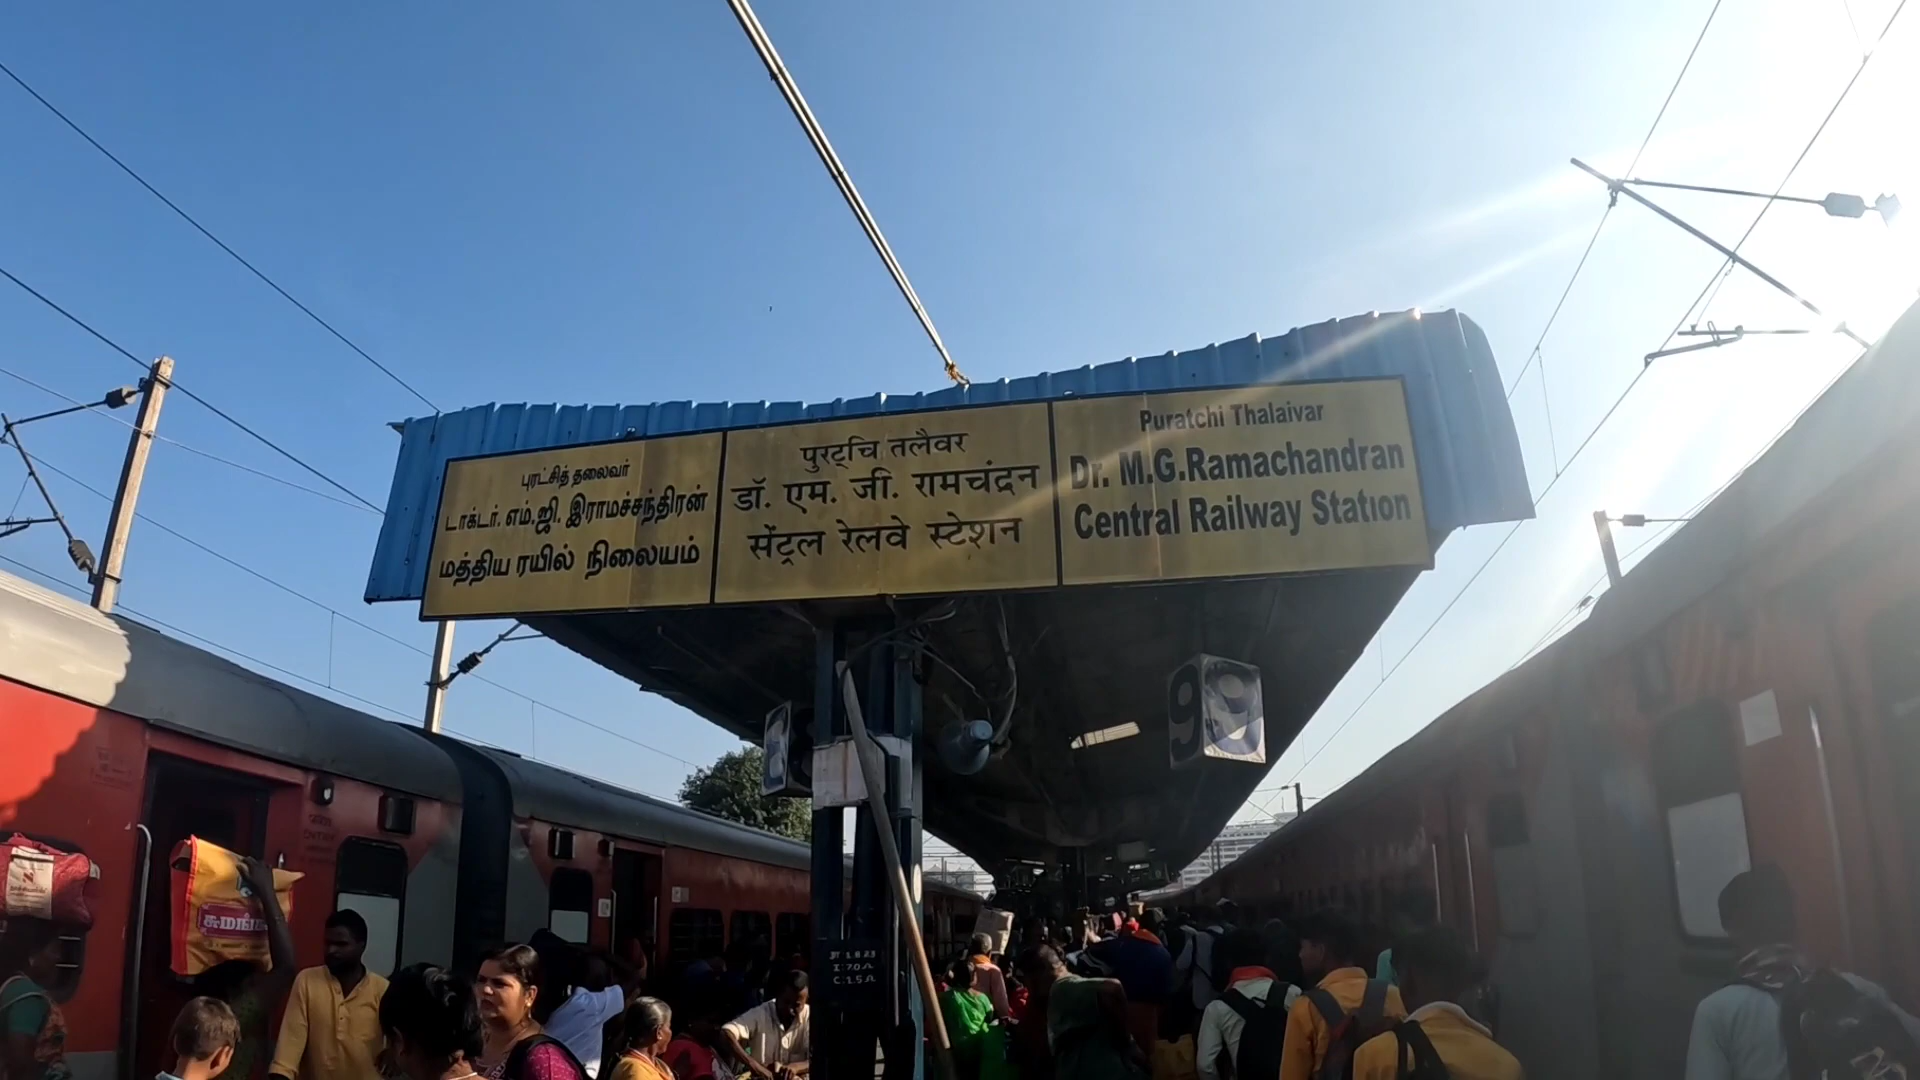 புரட்சித் தலைவர்
டாக்டர். எம்.ஜி. இராமச்சந்திரன்
மத்திய ரயில் நிலையம்
पुरट्चि तलैवर
डॉ. एम. जी. रामचंद्रन
सेंट्रल रेलवे स्टेशन
Puratchi Thalaivar
Dr. M.G.Ramachandran
Central Railway Station
9
9